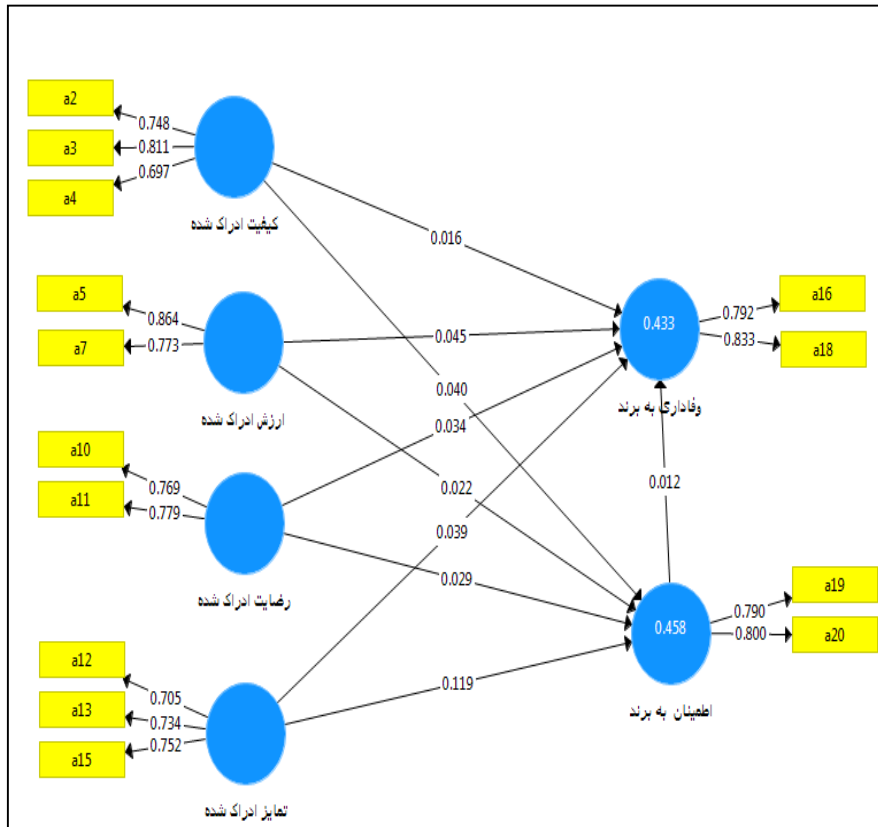 a2
0.748
a3
0.811
a4
0.697
کیفیت ادراک شده
0.016
a5
0.864
a7
0.773
ارزش ادراک شده
0.045
0.040
0.034
0.433
وفاداری به برند
a16
0.792
a18
0.833
a10
0.769
a11
0.779
رضایت ادراک شده
0.022
0.039
0.029
0.012
a12
0.705
a13
0.734
a15
0.752
تمایز ادراک شده
0.119
0.458
اطمینان به برند
a19
0.790
a20
0.800